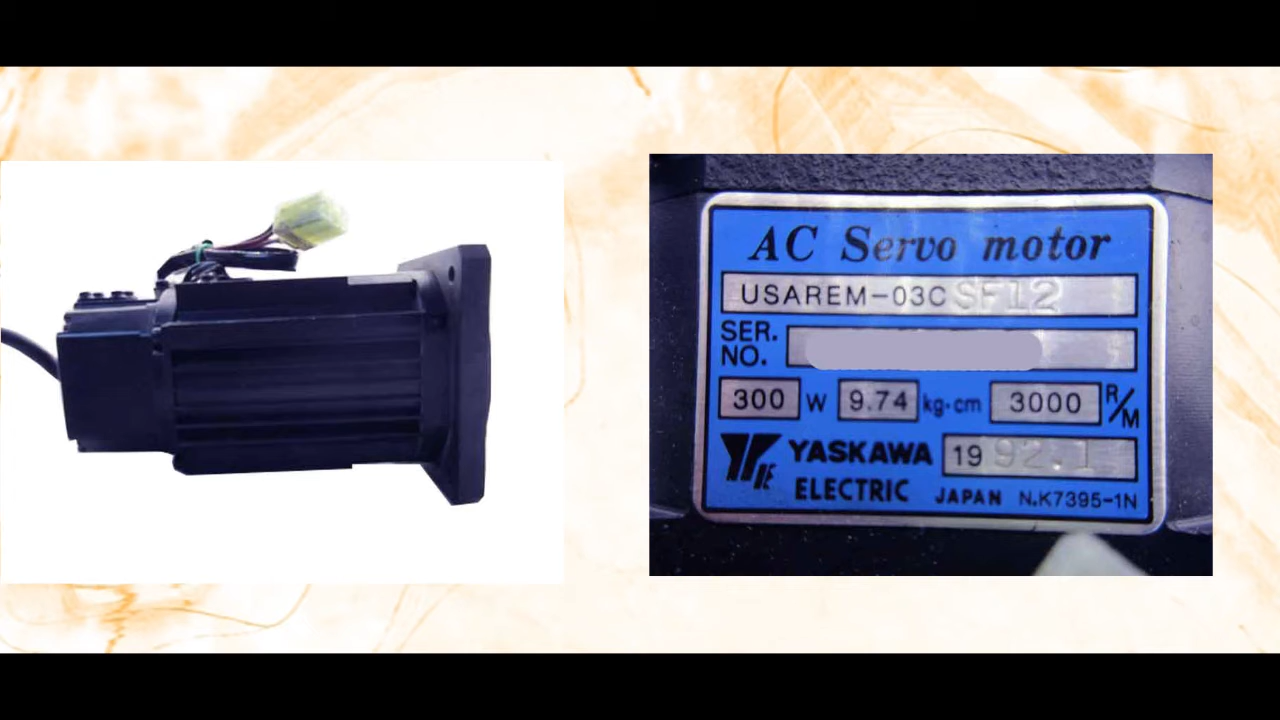 AC Servo motor
USAREM-03C SF12
SER. NO.
300 W 9.74 kg·cm 3000 R/M
YASKAWA 1992.1
ELECTRIC JAPAN N.K7395-1N